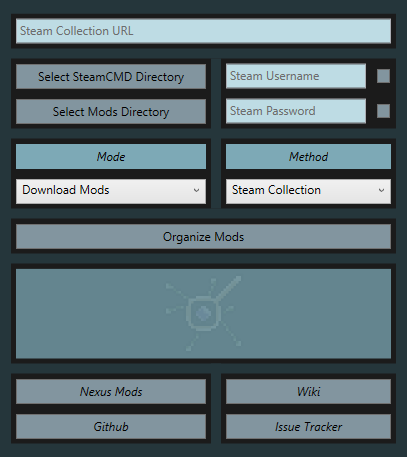 Steam Collection URL
Select SteamCMD Directory
Steam Username
Select Mods Directory
Steam Password
Mode
Method
Download Mods
Steam Collection
Organize Mods
Nexus Mods
Wiki
Github
Issue Tracker